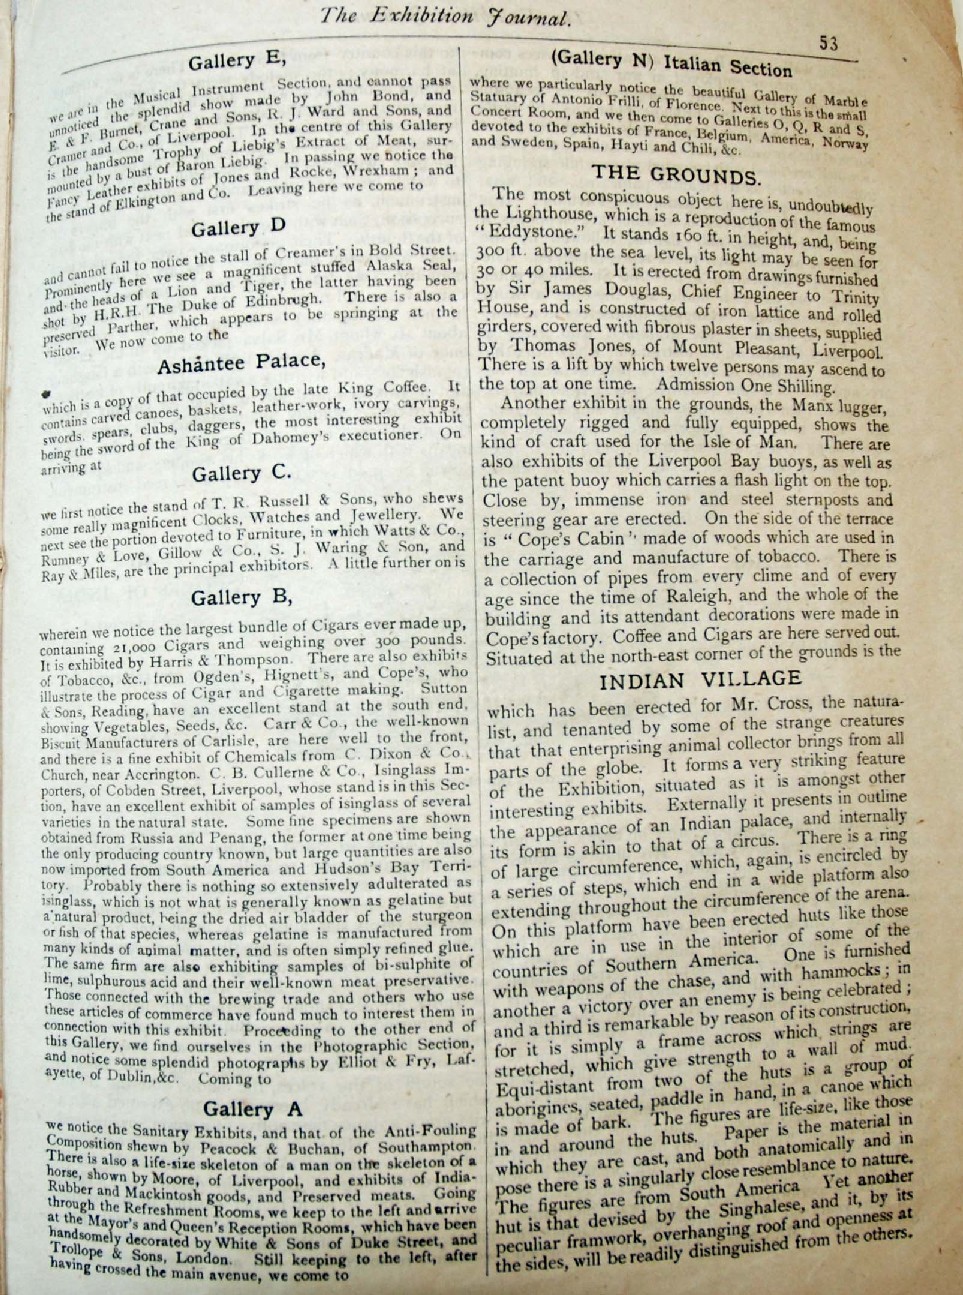 The Exhibition Journal.
53
Gallery E,
we are in the Musical Instrument Section, and cannot pass
unnoticed the splendid show made by John Bond, and
E. & F. Burnet, Crane and Sons, R. J. Ward and Sons, and
Cramer and Co., of Liverpool. In the centre of this Gallery
is the handsome Trophy of Liebig's Extract of Meat, sur-
mounted by a bust of Baron Liebig. In passing we notice the
Fancy Leather exhibits of Jones and Rocke, Wrexham; and
the stand of Elkington and Co. Leaving here we come to
Gallery D
and cannot fail to notice the stall of Creamer's in Bold Street.
Prominently here we see a magnificent stuffed Alaska Seal,
and the heads of a Lion and Tiger, the latter having been
shot by H.R.H. The Duke of Edinbrugh. There is also a
preserved Parther, which appears to be springing at the
visitor. We now come to the
Ashantee Palace,
which is a copy of that occupied by the late King Coffee. It
contains carved canoes, baskets, leather-work, ivory carvings,
swords. spears, clubs, daggers, the most interesting exhibit
being the sword of the King of Dahomey's executioner. On
arriving at
Gallery C.
we first notice the stand of T. R. Russell & Sons, who shews
some really magnificent Clocks, Watches and Jewellery. We
next see the portion devoted to Furniture, in which Watts & Co.,
Rumney & Love, Gillow & Co., S. J. Waring & Son, and
Ray & Miles, are the principal exhibitors. A little further on is
Gallery B,
wherein we notice the largest bundle of Cigars ever made up,
containing 21,000 Cigars and weighing over 300 pounds.
It is exhibited by Harris & Thompson. There are also exhibits
of Tobacco, &c., from Ogden's, Hignett's, and Cope's, who
illustrate the process of Cigar and Cigarette making. Sutton
& Sons, Reading, have an excellent stand at the south end,
showing Vegetables, Seeds, &c. Carr & Co., the well-known
Biscuit Manufacturers of Carlisle, are here well to the front,
and there is a fine exhibit of Chemicals from C. Dixon & Co.,
Church, near Accrington. C. B. Cullerne & Co., Isinglass Im-
porters, of Cobden Street, Liverpool, whose stand is in this Sec-
tion, have an excellent exhibit of samples of isinglass of several
varieties in the natural state. Some fine specimens are shown
obtained from Russia and Penang, the former at one time being
the only producing country known, but large quantities are also
now imported from South America and Hudson's Bay Terri-
tory. Probably there is nothing so extensively adulterated as
isinglass, which is not what is generally known as gelatine but
a natural product, being the dried air bladder of the sturgeon
or fish of that species, whereas gelatine is manufactured from
many kinds of animal matter, and is often simply refined glue.
The same firm are also exhibiting samples of bi-sulphite of
lime, sulphurous acid and their well-known meat preservative.
Those connected with the brewing trade and others who use
these articles of commerce have found much to interest them in
connection with this exhibit. Proceeding to the other end of
this Gallery, we find ourselves in the Photographic Section,
and notice some splendid photographs by Elliot & Fry, Laf-
ayette, of Dublin,&c. Coming to
Gallery A
we notice the Sanitary Exhibits, and that of the Anti-Fouling
Composition shewn by Peacock & Buchan, of Southampton.
There is also a life-size skeleton of a man on the skeleton of a
horse, shown by Moore, of Liverpool, and exhibits of India-
Rubber and Mackintosh goods, and Preserved meats. Going
through the Refreshment Rooms, we keep to the left and arrive
at the Mayor's and Queen's Reception Rooms, which have been
handsomely decorated by White & Sons of Duke Street, and
Trollope & Sons, London. Still keeping to the left, after
having crossed the main avenue, we come to
(Gallery N) Italian Section
where we particularly notice the beautiful Gallery of Marble
Statuary of Antonio Frilli, of Florence. Next to this is the small
Concert Room, and we then come to Galleries O, Q, R and S,
devoted to the exhibits of France, Belgium, America, Norway
and Sweden, Spain, Hayti and Chili, &c.
THE GROUNDS.
The most conspicuous object here is, undoubtedly
the Lighthouse, which is a reproduction of the famous
"Eddystone." It stands 160 ft. in height, and, being
300 ft. above the sea level, its light may be seen for
30 or 40 miles. It is erected from drawings furnished
by Sir James Douglas, Chief Engineer to Trinity
House, and is constructed of iron lattice and rolled
girders, covered with fibrous plaster in sheets, supplied
by Thomas Jones, of Mount Pleasant, Liverpool.
There is a lift by which twelve persons may ascend to
the top at one time. Admission One Shilling.
Another exhibit in the grounds, the Manx lugger,
completely rigged and fully equipped, shows the
kind of craft used for the Isle of Man. There are
also exhibits of the Liverpool Bay buoys, as well as
the patent buoy which carries a flash light on the top.
Close by, immense iron and steel sternposts and
steering gear are erected. On the side of the terrace
is "Cope's Cabin" made of woods which are used in
the carriage and manufacture of tobacco. There is
a collection of pipes from every clime and of every
age since the time of Raleigh, and the whole of the
building and its attendant decorations were made in
Cope's factory. Coffee and Cigars are here served out.
Situated at the north-east corner of the grounds is the
INDIAN VILLAGE
which has been erected for Mr. Cross, the natura-
list, and tenanted by some of the strange creatures
that that enterprising animal collector brings from all
parts of the globe. It forms a very striking feature
of the Exhibition, situated as it is amongst other
interesting exhibits. Externally it presents in outline
the appearance of an Indian palace, and internally
its form is akin to that of a circus. There is a ring
of large circumference, which, again, is encircled by
a series of steps, which end in a wide platform also
extending throughout the circumference of the arena.
On this platform have been erected huts like those
which are in use in the interior of some of the
countries of Southern America. One is furnished
with weapons of the chase, and with hammocks; in
another a victory over an enemy is being celebrated;
and a third is remarkable by reason of its construction,
for it is simply a frame across which strings are
stretched, which give strength to a wall of mud.
Equi-distant from two of the huts is a group of
aborigines, seated, paddle in hand, in a canoe which
is made of bark. The figures are life-size, like those
in and around the huts. Paper is the material in
which they are cast, and both anatomically and in
pose there is a singularly close resemblance to nature.
The figures are from South America Yet another
hut is that devised by the Singhalese, and it, by its
peculiar framwork, overhanging roof and openness at
the sides, will be readily distinguished from the others.